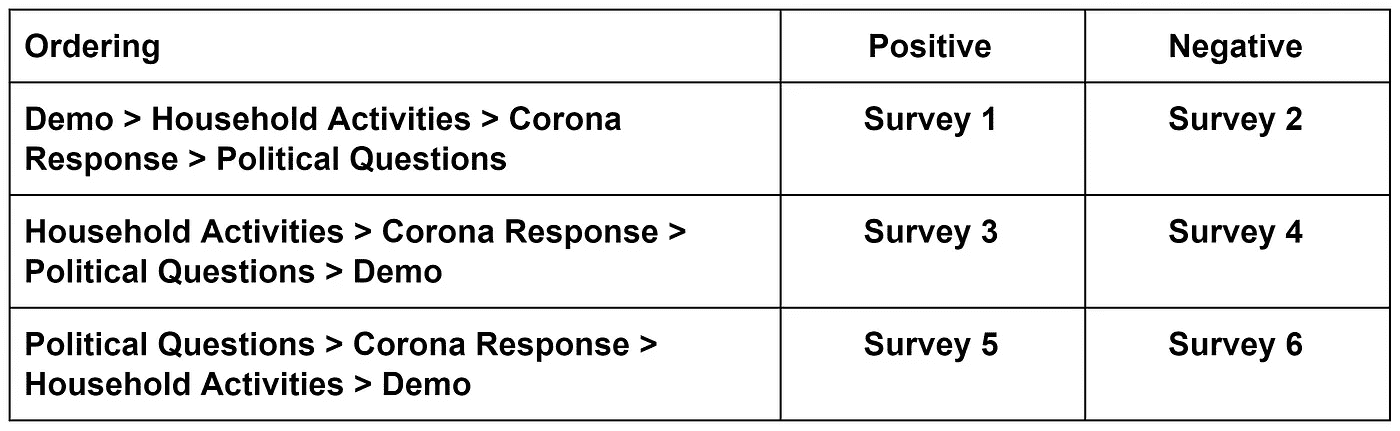 Ordering Positive Negative
Demo > Household Activities > Corona Survey 1 Survey 2
Response > Political Questions
Household Activities > Corona Response > Survey 3 Survey 4
Political Questions > Demo
Political Questions > Corona Response > Survey 5 Survey 6
Household Activities > Demo